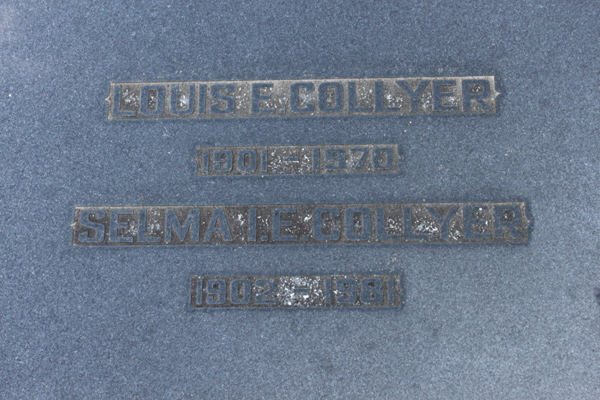 LOUIS F. COLLYER
1901 — 1970
SELMA I.E. COLLYER
1902 — 1981